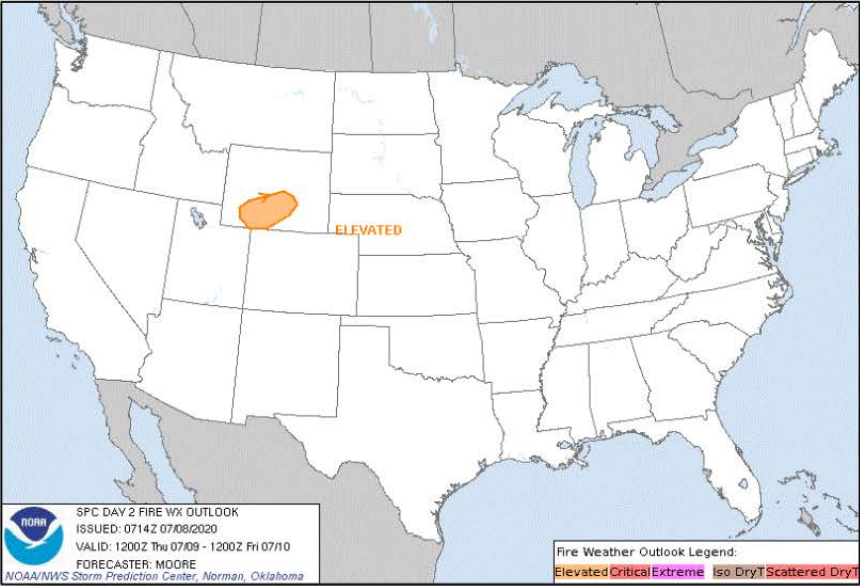 ELEVATED
NOAA
SPC DAY 2 FIRE WX OUTLOOK
ISSUED: 0714Z 07/08/2020
VALID: 1200Z Thu 07/09 - 1200Z Fri 07/10
FORECASTER: MOORE
NOAA/NWS Storm Prediction Center, Norman, Oklahoma
Fire Weather Outlook Legend:
Elevated Critical Extreme Iso DryT Scattered DryT